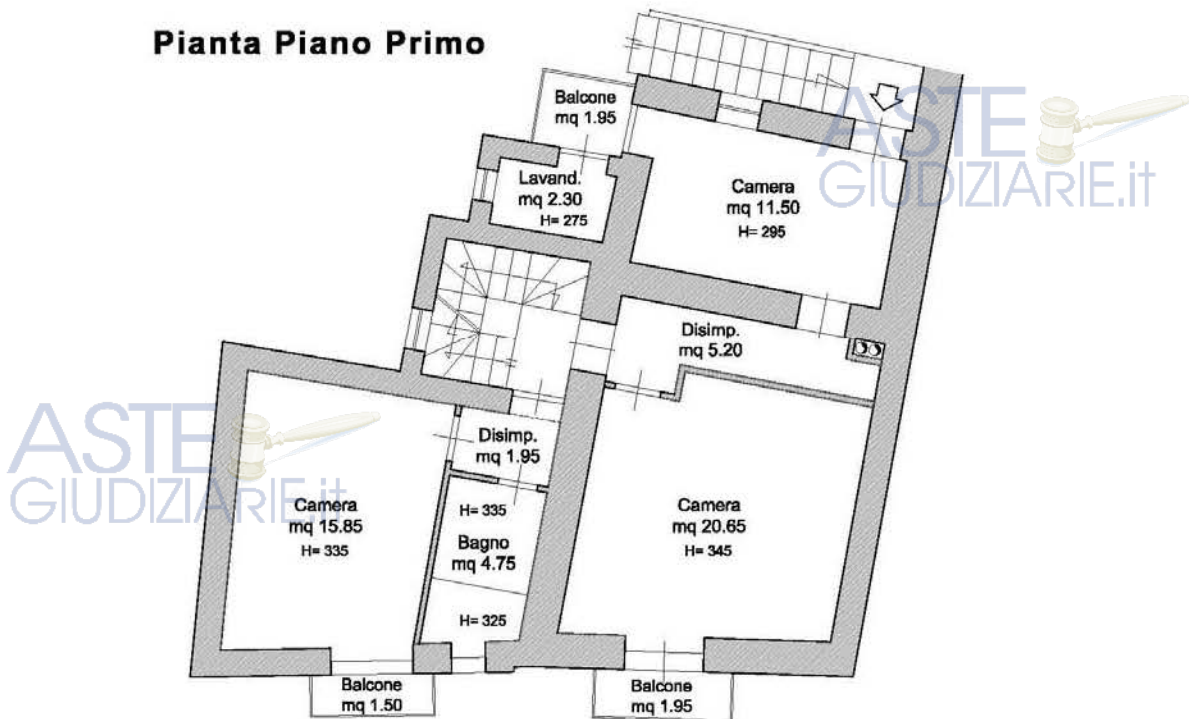 Pianta Piano Primo
Balcone
mq 1.95
Lavand.
mq 2.30
H= 275
Camera
mq 11.50
H= 295
ASTE
GIUDIZIARIE.it
Disimp.
mq 5.20
Disimp.
mq 1.95
ASTE
GIUDIZIARIE.it
Camera
mq 15.85
H= 335
H= 335
Bagno
mq 4.75
H= 325
Camera
mq 20.65
H= 345
Balcone
mq 1.50
Balcone
mq 1.95